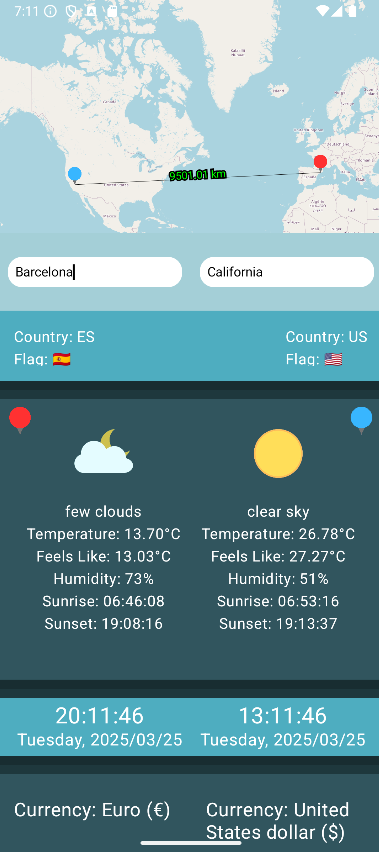 7:11
Canada
United States
9501.01 km
Barcelona
California
Country: ES
Country: US
Flag:
Flag:
few clouds
clear sky
Temperature: 13.70°C
Temperature: 26.78°C
Feels Like: 13.03°C
Feels Like: 27.27°C
Humidity: 73%
Humidity: 51%
Sunrise: 06:46:08
Sunrise: 06:53:16
Sunset: 19:08:16
Sunset: 19:13:37
20:11:46
13:11:46
Tuesday, 2025/03/25
Tuesday, 2025/03/25
Currency: Euro (€)
Currency: United
States dollar ($)